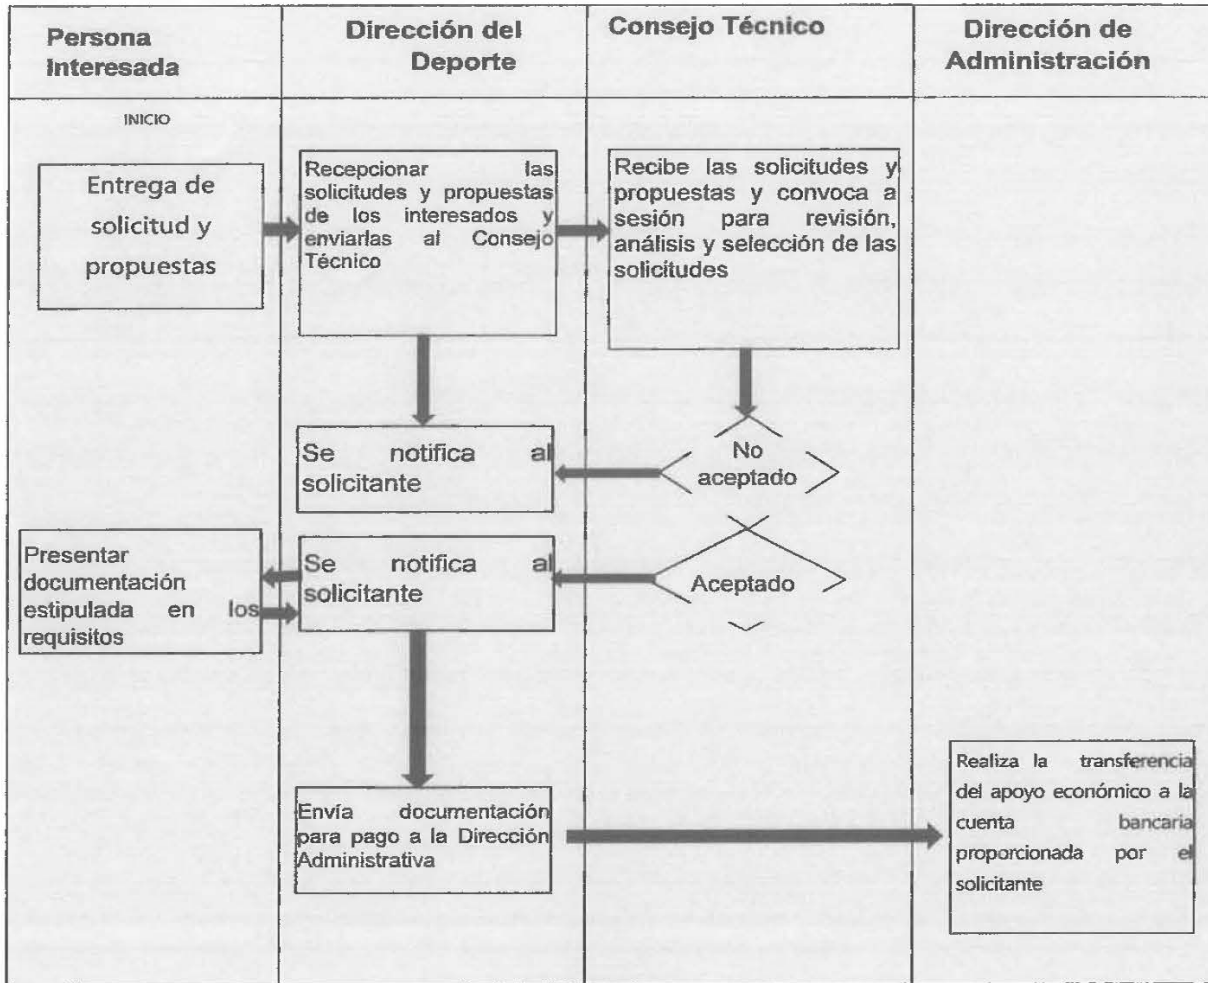 Persona
Interesada
Dirección del
Deporte
Consejo Técnico
Dirección de
Administración
INICIO
Entrega de
solicitud y
propuestas
Recepcionar las
solicitudes y propuestas
de los interesados y
enviarlas al Consejo
Técnico
Recibe las solicitudes y
propuestas y convoca a
sesión para revisión,
análisis y selección de las
solicitudes
Se notifica al
solicitante
No
aceptado
Presentar
documentación
estipulada en los
requisitos
Se notifica al
solicitante
Aceptado
Envía documentación
para pago a la Dirección
Administrativa
Realiza la transferencia
del apoyo económico a la
cuenta bancaria
proporcionada por el
solicitante